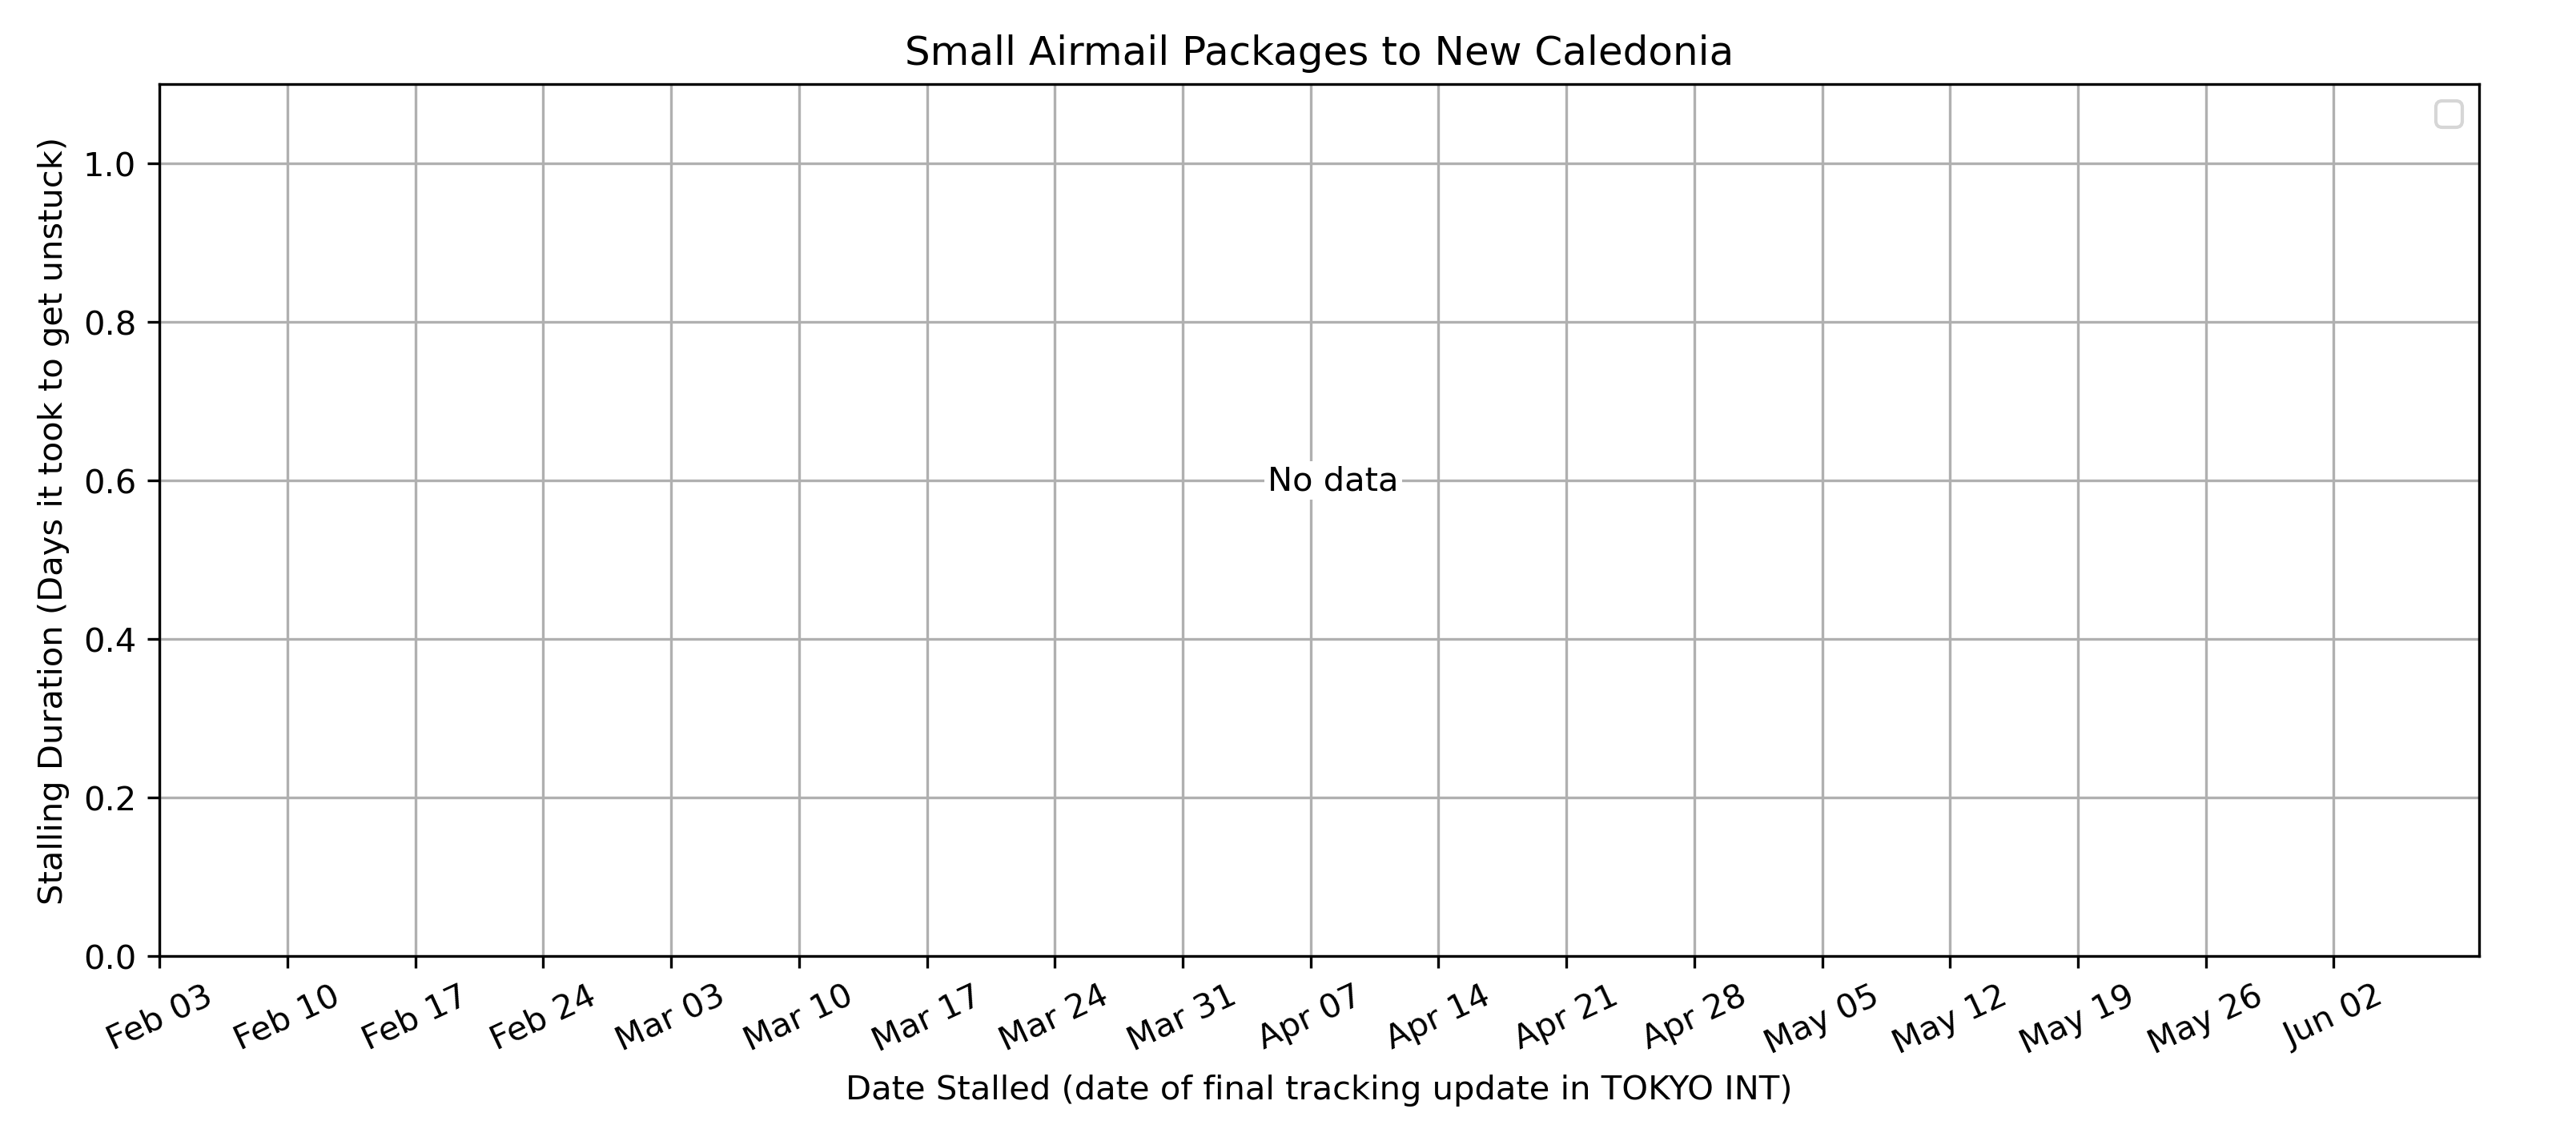 Small Airmail Packages to New Caledonia
Stalling Duration (Days it took to get unstuck)
1.0
0.8
0.6
0.4
0.2
0.0
No data
Feb 03 Feb 10 Feb 17 Feb 24 Mar 03 Mar 10 Mar 17 Mar 24 Mar 31 Apr 07 Apr 14 Apr 21 Apr 28 May 05 May 12 May 19 May 26 Jun 02
Date Stalled (date of final tracking update in TOKYO INT)